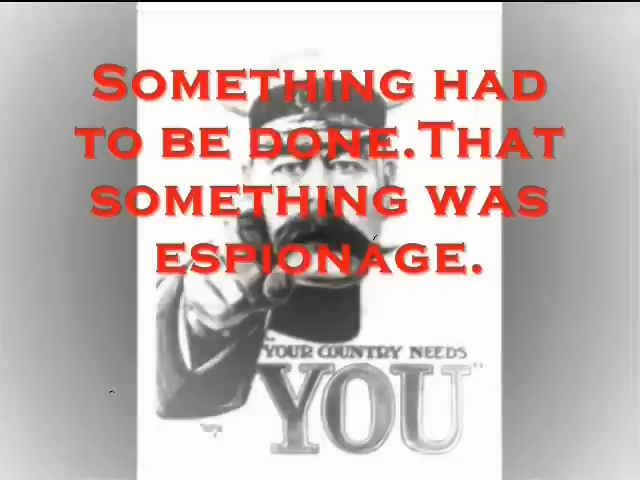 SOMETHING HAD
TO BE DONE.THAT
SOMETHING WAS
ESPIONAGE.
"YOUR COUNTRY NEEDS
YOU"